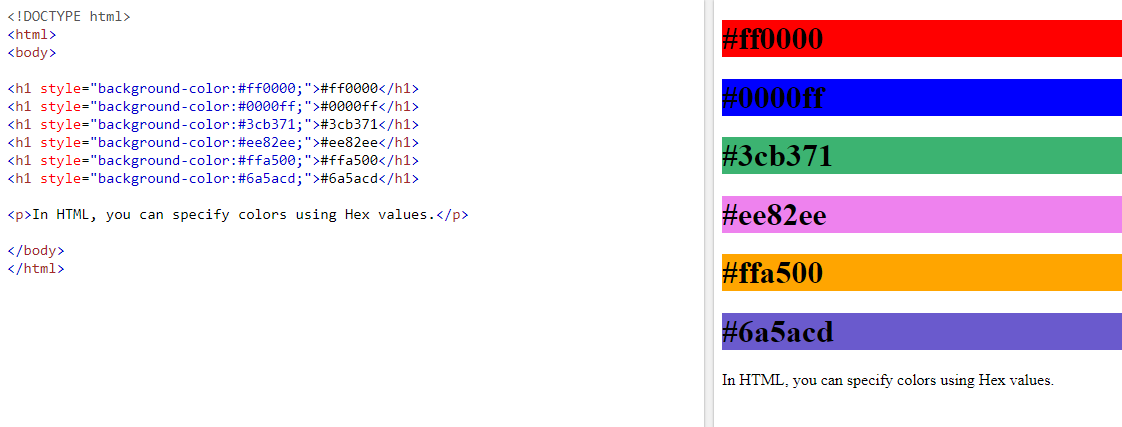 <!DOCTYPE html>
<html>
<body>
<h1 style="background-color:#ff0000;">#ff0000</h1>
<h1 style="background-color:#0000ff;">#0000ff</h1>
<h1 style="background-color:#3cb371;">#3cb371</h1>
<h1 style="background-color:#ee82ee;">#ee82ee</h1>
<h1 style="background-color:#ffa500;">#ffa500</h1>
<h1 style="background-color:#6a5acd;">#6a5acd</h1>
<p>In HTML, you can specify colors using Hex values.</p>
</body>
</html>
#ff0000
#0000ff
#3cb371
#ee82ee
#ffa500
#6a5acd
In HTML, you can specify colors using Hex values.